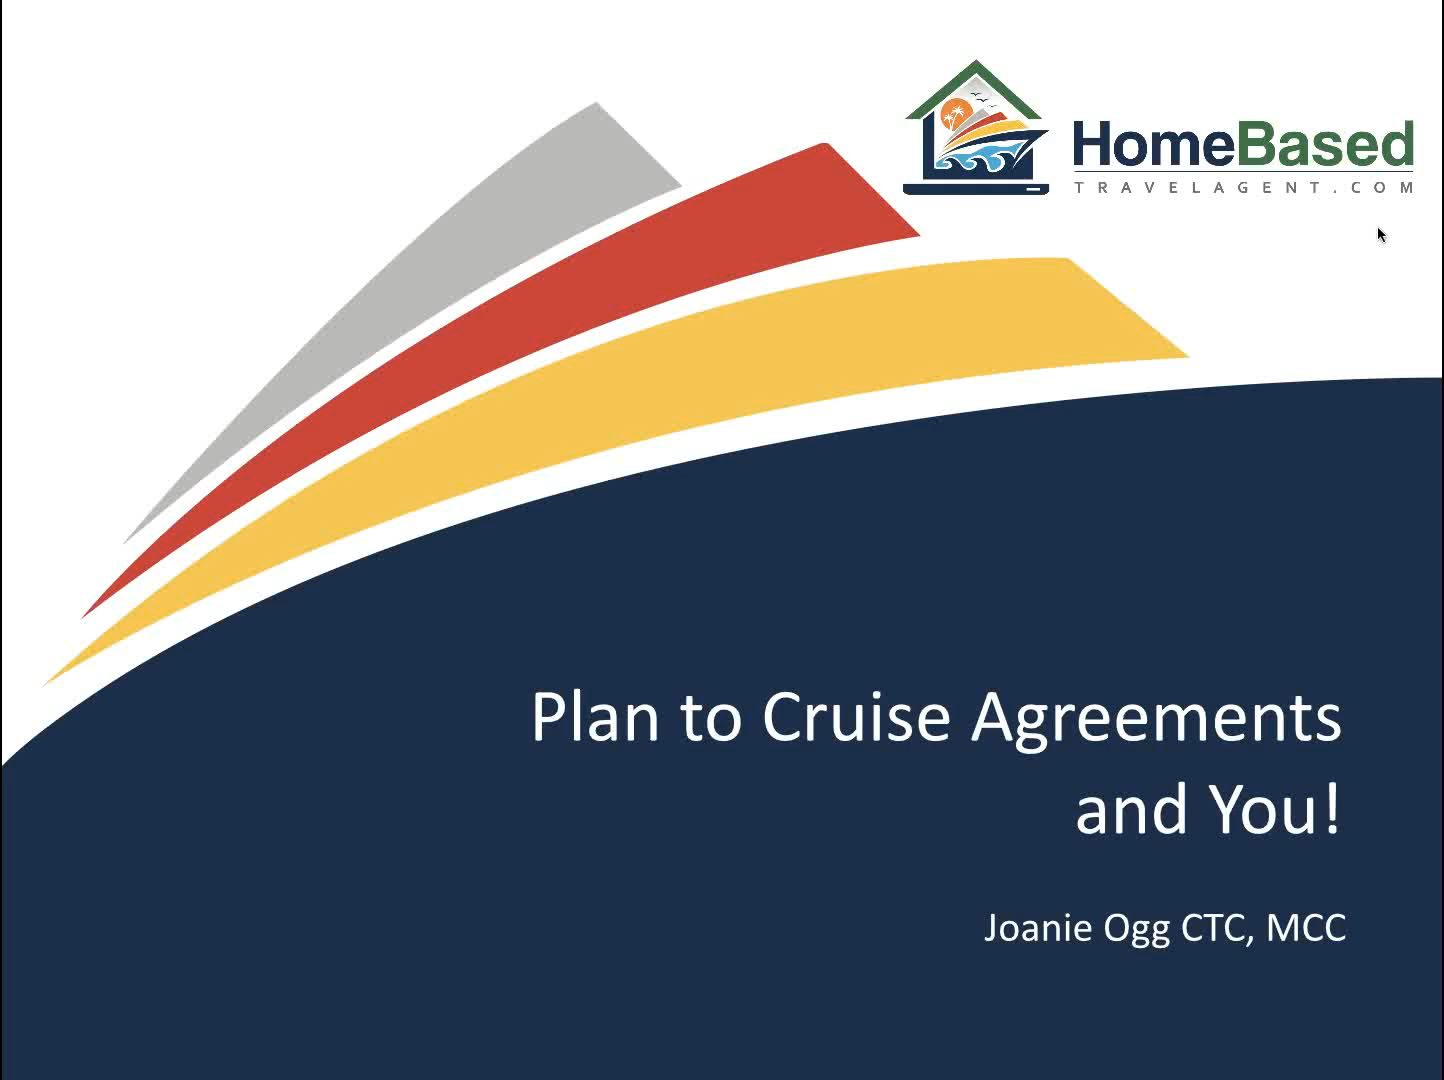 HomeBased
TRAVELAGENT.COM
Plan to Cruise Agreements
and You!
Joanie Ogg CTC, MCC